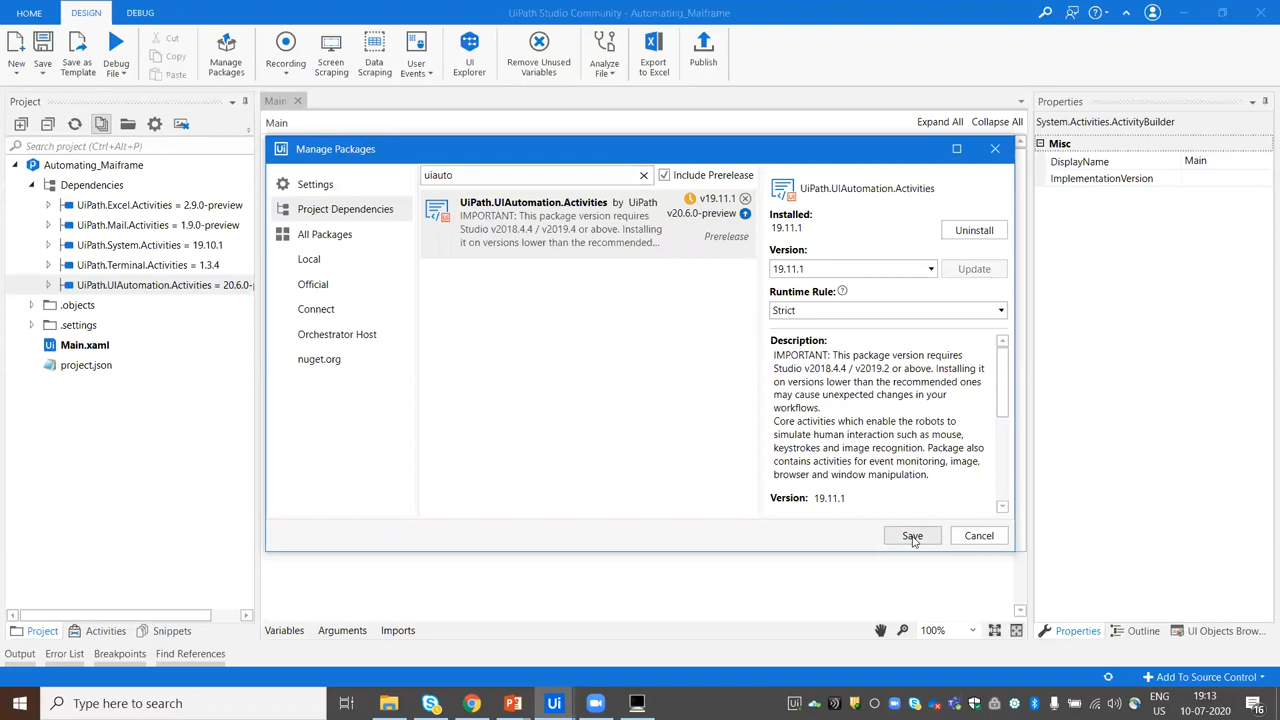 HOME
DESIGN
DEBUG
UiPath Studio Community - Automating_Maiframe
New
Save
Save as Template
Debug File
Cut
Copy
Paste
Manage Packages
Recording
Screen Scraping
Data Scraping
User Events
UI Explorer
Remove Unused Variables
Analyze File
Export to Excel
Publish
Project
Search project (Ctrl+Alt+P)
Automating_Maiframe
Dependencies
UiPath.Excel.Activities = 2.9.0-preview
UiPath.Mail.Activities = 1.9.0-preview
UiPath.System.Activities = 19.10.1
UiPath.Terminal.Activities = 1.3.4
UiPath.UIAutomation.Activities = 20.6.0-
.objects
.settings
Main.xaml
project.json
Main
Main
Expand All
Collapse All
Manage Packages
Settings
Project Dependencies
All Packages
Local
Official
Connect
Orchestrator Host
nuget.org
uiauto
Include Prerelease
UiPath.UIAutomation.Activities by UiPath
v19.11.1
IMPORTANT: This package version requires
v20.6.0-preview
Studio v2018.4.4 / v2019.4 or above. Installing
it on versions lower than the recommended...
Prerelease
UiPath.UIAutomation.Activities
Installed:
19.11.1
Uninstall
Version:
19.11.1
Update
Runtime Rule:
Strict
Description:
IMPORTANT: This package version requires
Studio v2018.4.4 / v2019.2 or above. Installing it
on versions lower than the recommended ones
may cause unexpected changes in your
workflows.
Core activities which enable the robots to
simulate human interaction such as mouse,
keystrokes and image recognition. Package also
contains activities for event monitoring, image,
browser and window manipulation.
Version: 19.11.1
Save
Cancel
Properties
System.Activities.ActivityBuilder
Misc
DisplayName
Main
ImplementationVersion
Project
Activities
Snippets
Variables
Arguments
Imports
100%
Properties
Outline
UI Objects Brow...
Output
Error List
Breakpoints
Find References
Add To Source Control
Type here to search
Ui
ENG
IN
19:13
10-07-2020
16